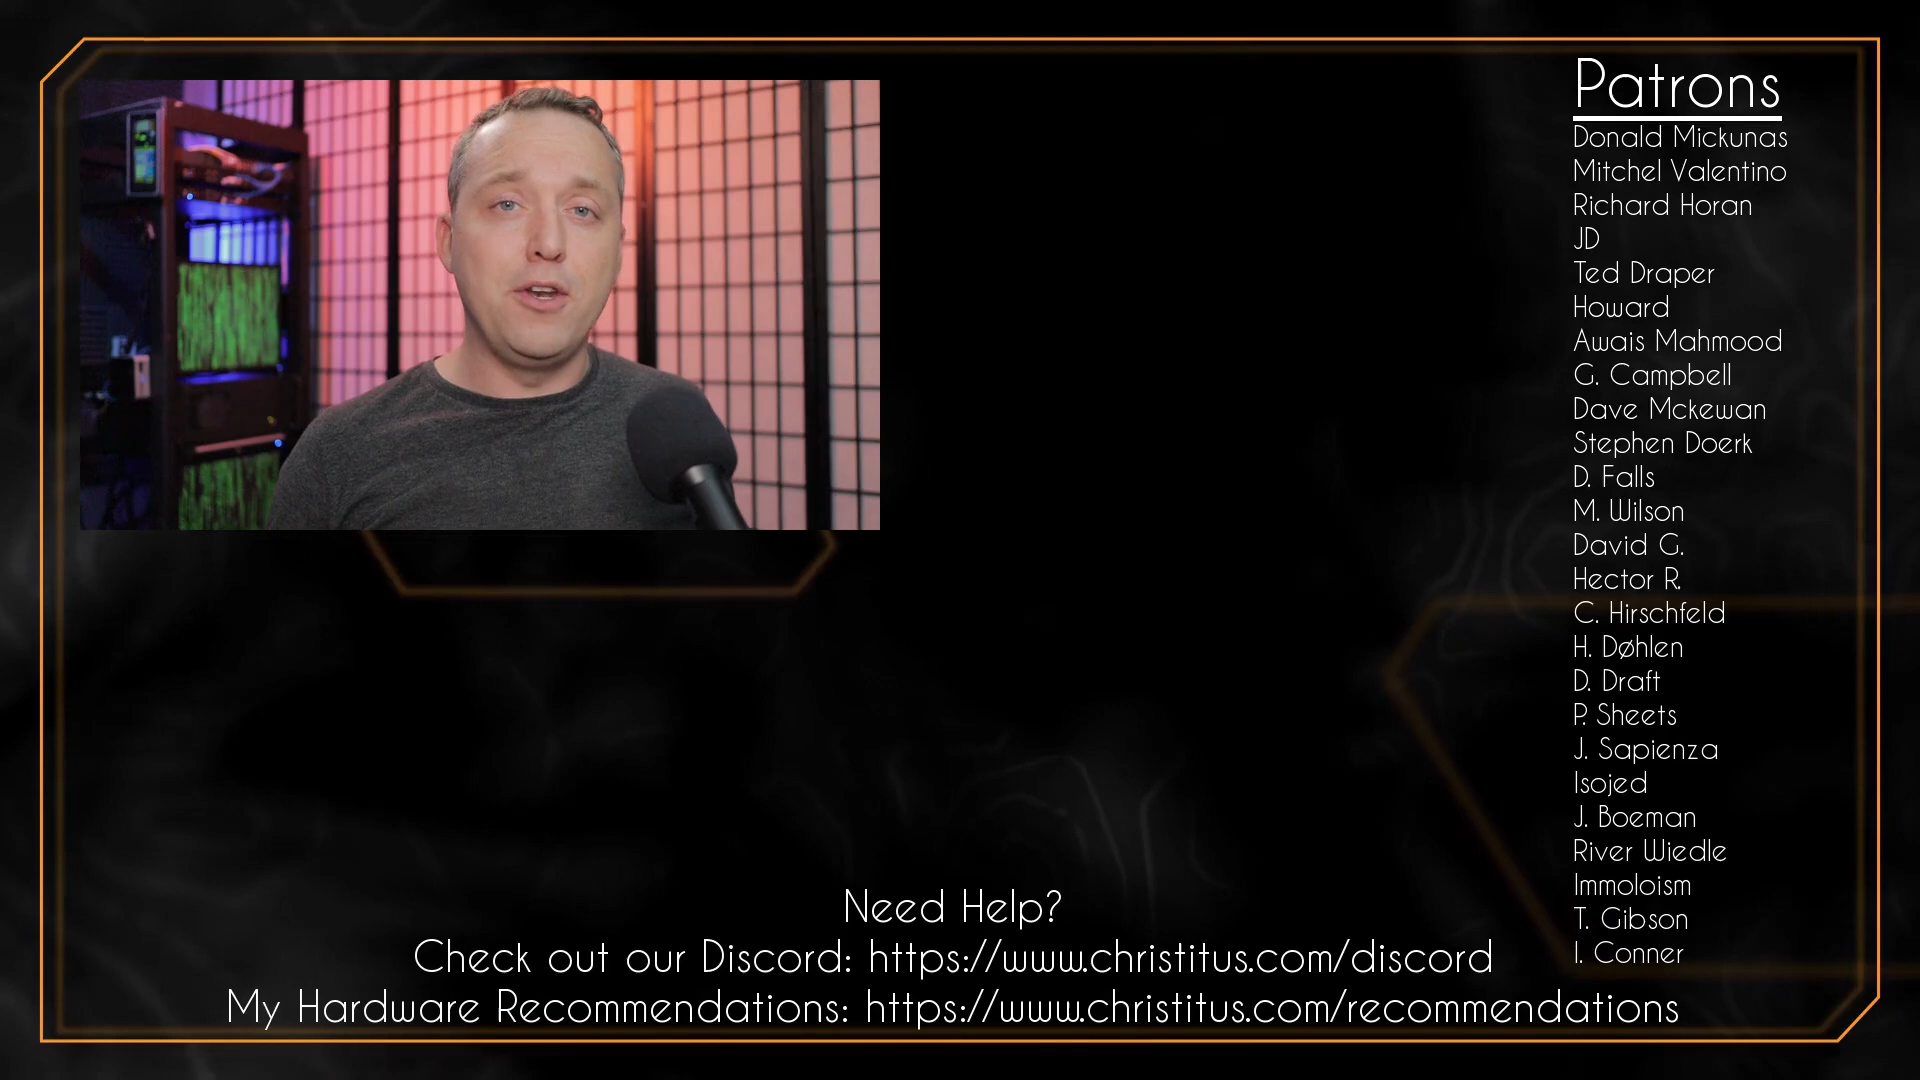 Patrons
Donald Mickunas
Mitchel Valentino
Richard Horan
JD
Ted Draper
Howard
Awais Mahmood
G. Campbell
Dave Mckewan
Stephen Doerk
D. Falls
M. Wilson
David G.
Hector R.
C. Hirschfeld
H. Døhlen
D. Draft
P. Sheets
J. Sapienza
Isojed
J. Boeman
River Wiedle
Immoloism
T. Gibson
I. Conner
Need Help?
Check out our Discord: https://www.christitus.com/discord
My Hardware Recommendations: https://www.christitus.com/recommendations